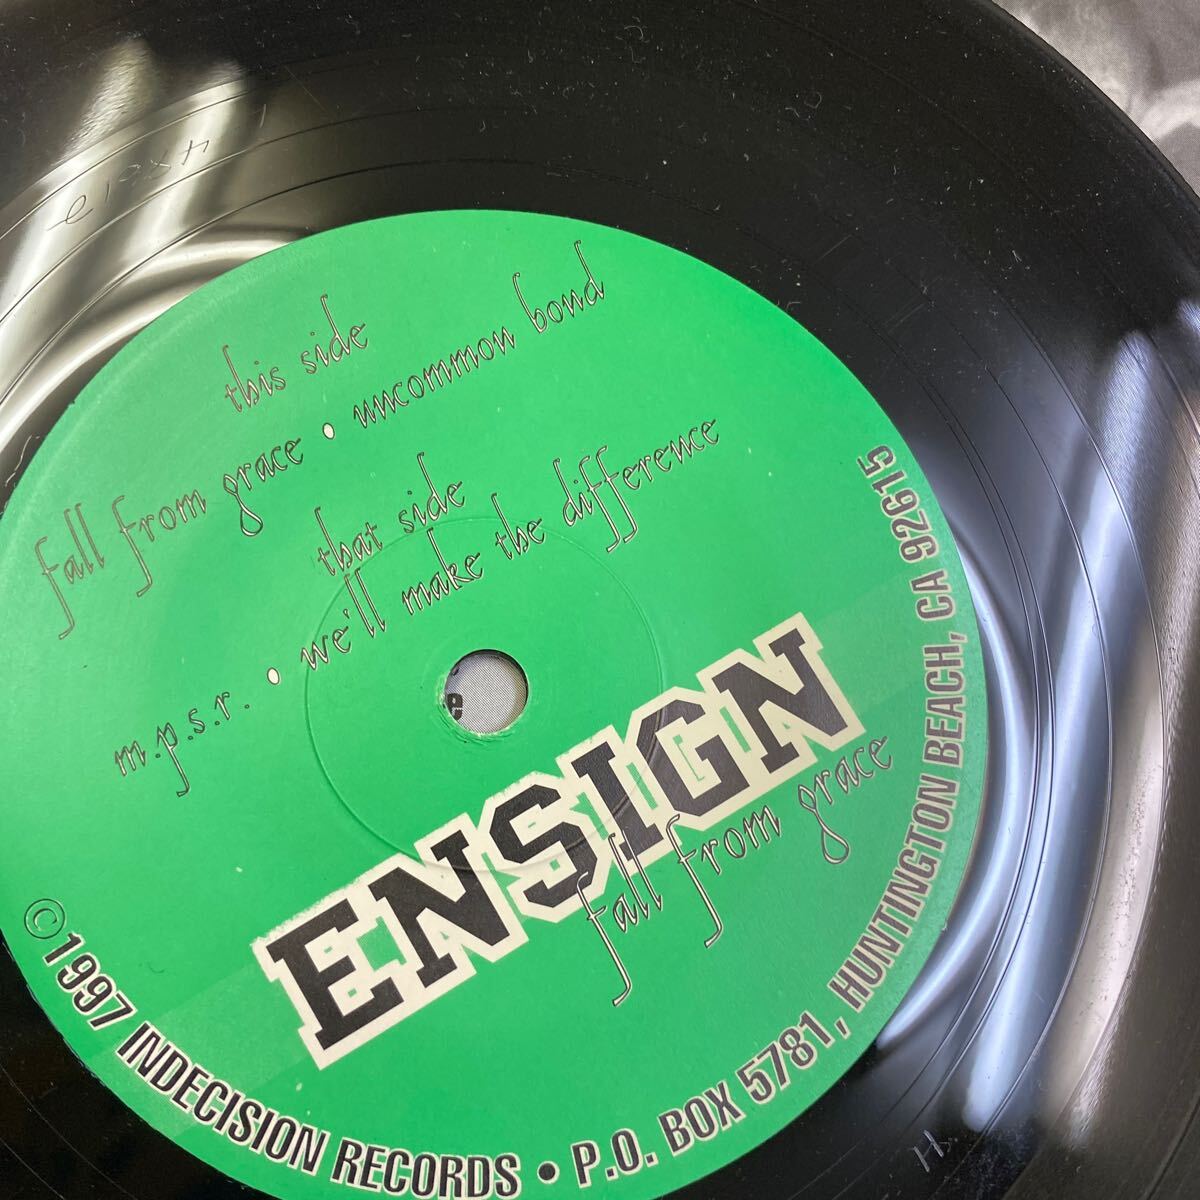 this side
fall from grace • uncommon bond
that side
m.p.s.r. • we'll make the difference
ENSIGN
fall from grace
©1997 INDECISION RECORDS • P.O. BOX 5781, HUNTINGTON BEACH, CA 92615